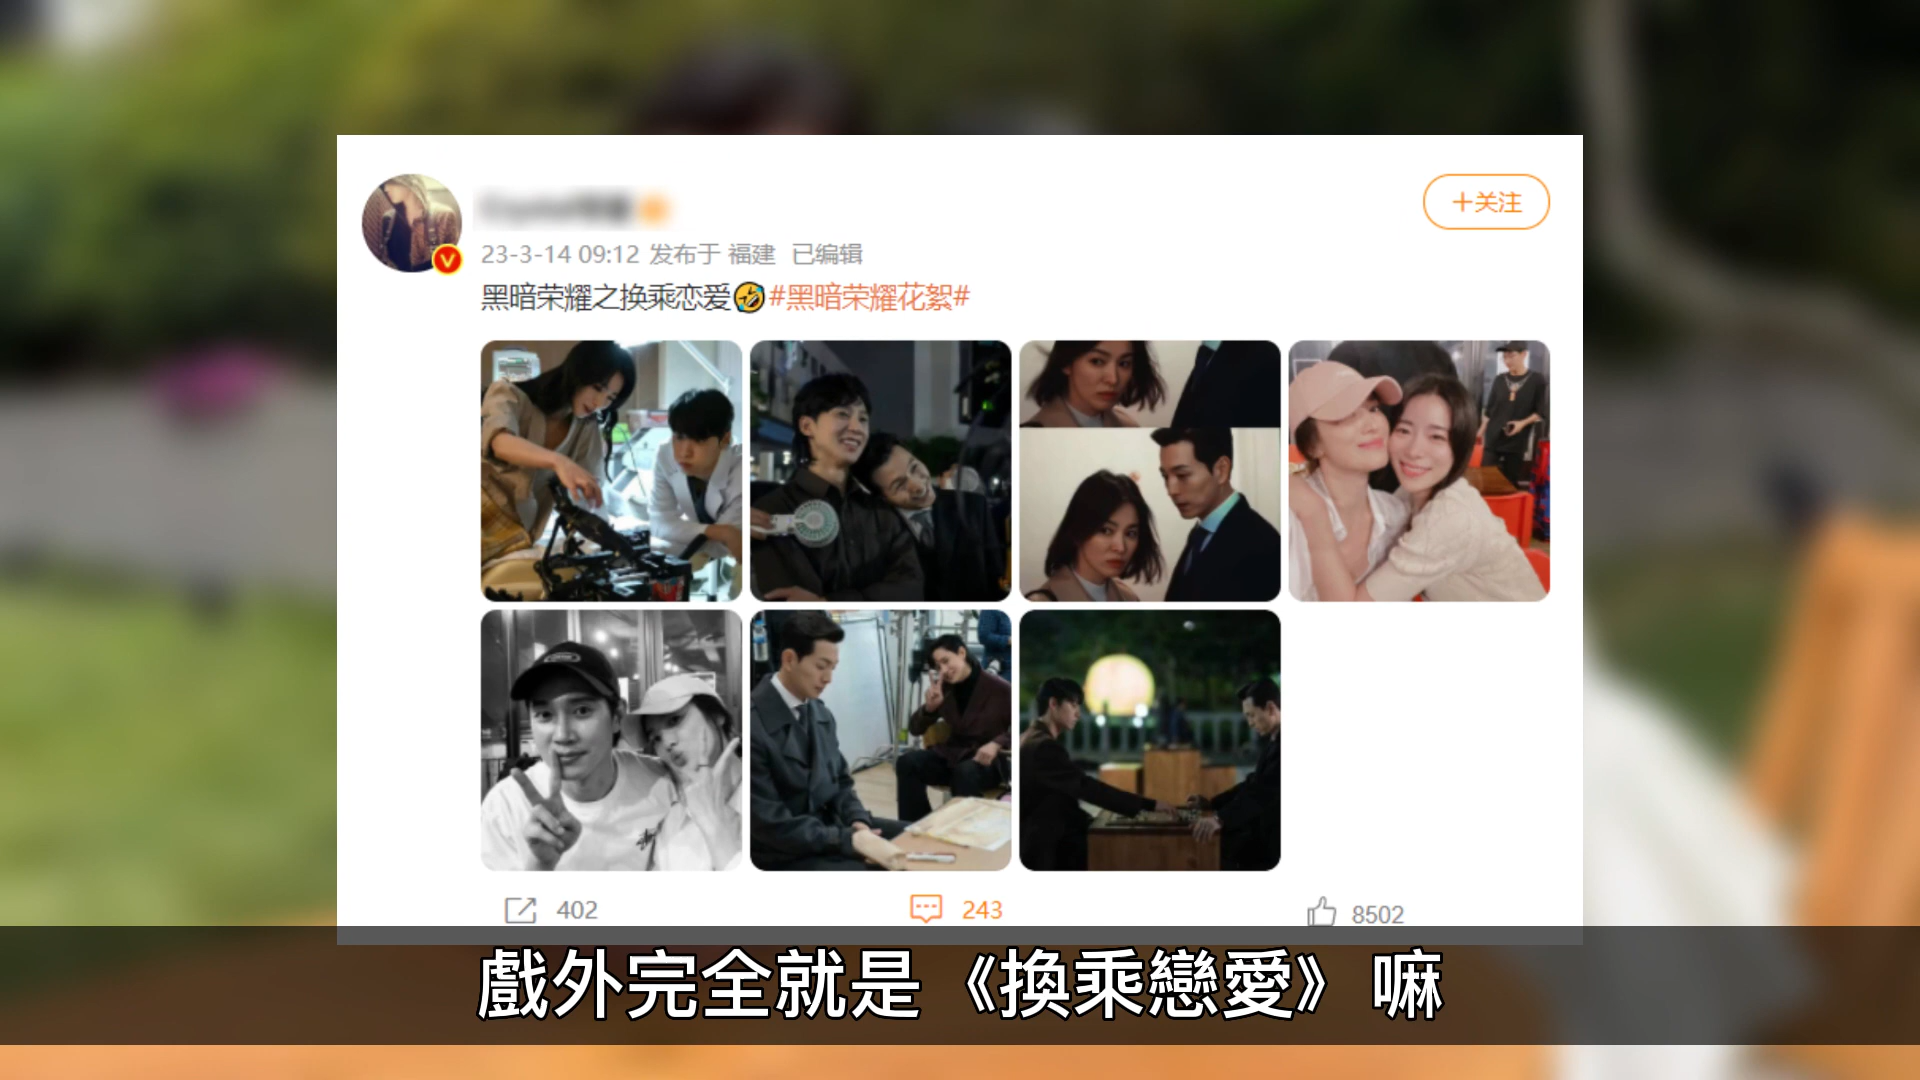 +关注
23-3-14 09:12 发布于 福建 已编辑
黑暗荣耀之换乘恋爱🤣#黑暗荣耀花絮#
402
243
8502
戲外完全就是《換乘戀愛》嘛